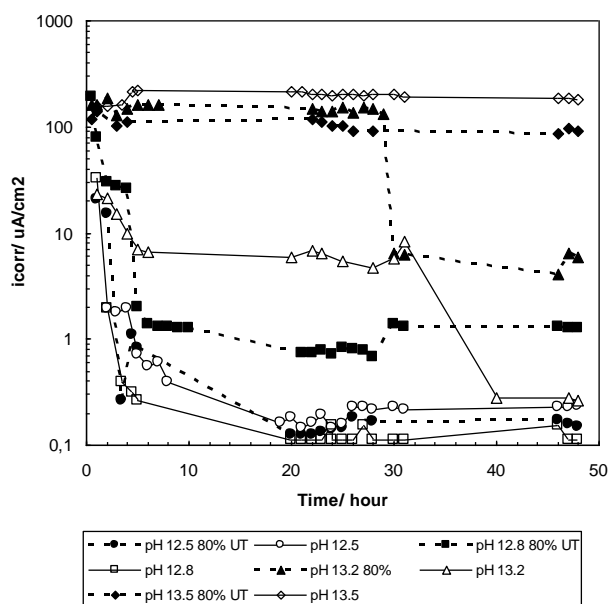 1000
100
10
1
0,1
icorr/ uA/cm2
0 10 20 30 40 50
Time/ hour
pH 12.5 80% UT pH 12.5 pH 12.8 80% UT
pH 12.8 pH 13.2 80% pH 13.2
pH 13.5 80% UT pH 13.5